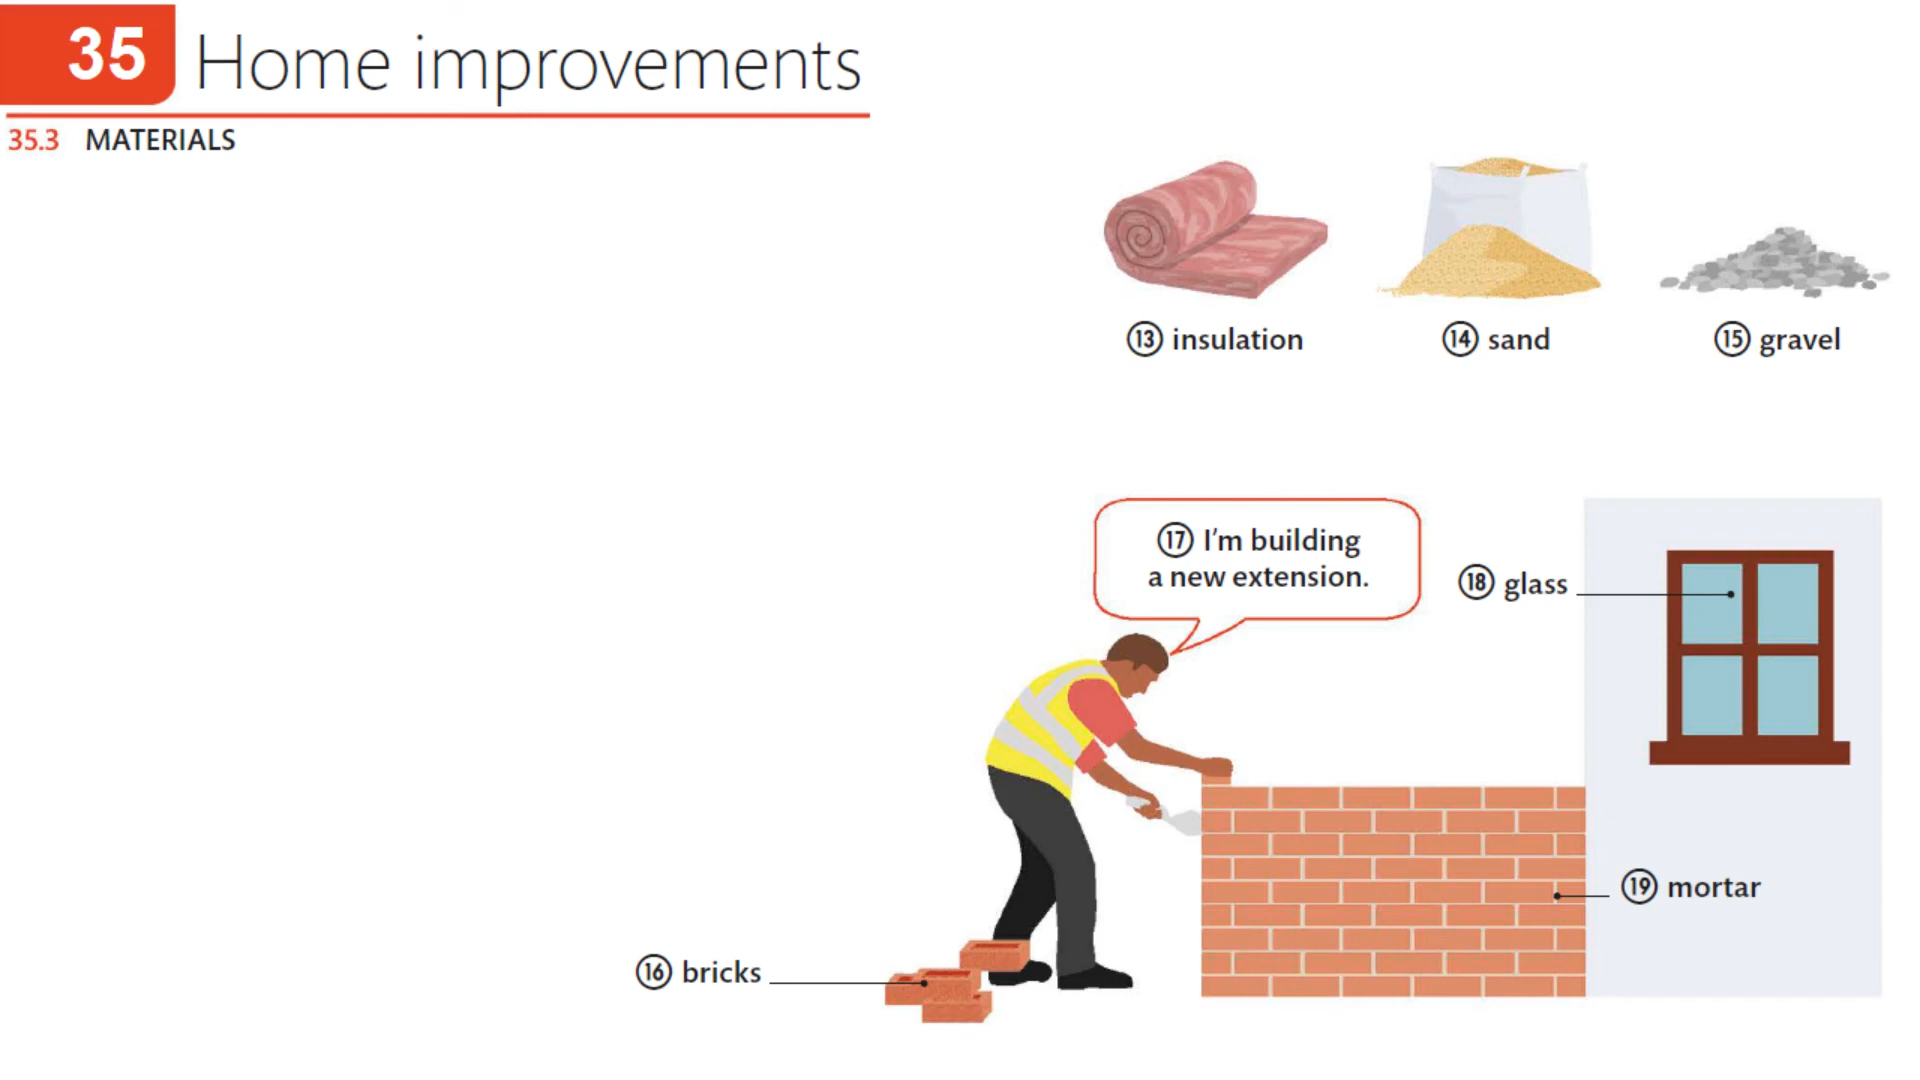 35 Home improvements
35.3 MATERIALS
⑬ insulation
⑭ sand
⑮ gravel
⑰ I'm building
a new extension.
⑱ glass
⑲ mortar
⑯ bricks